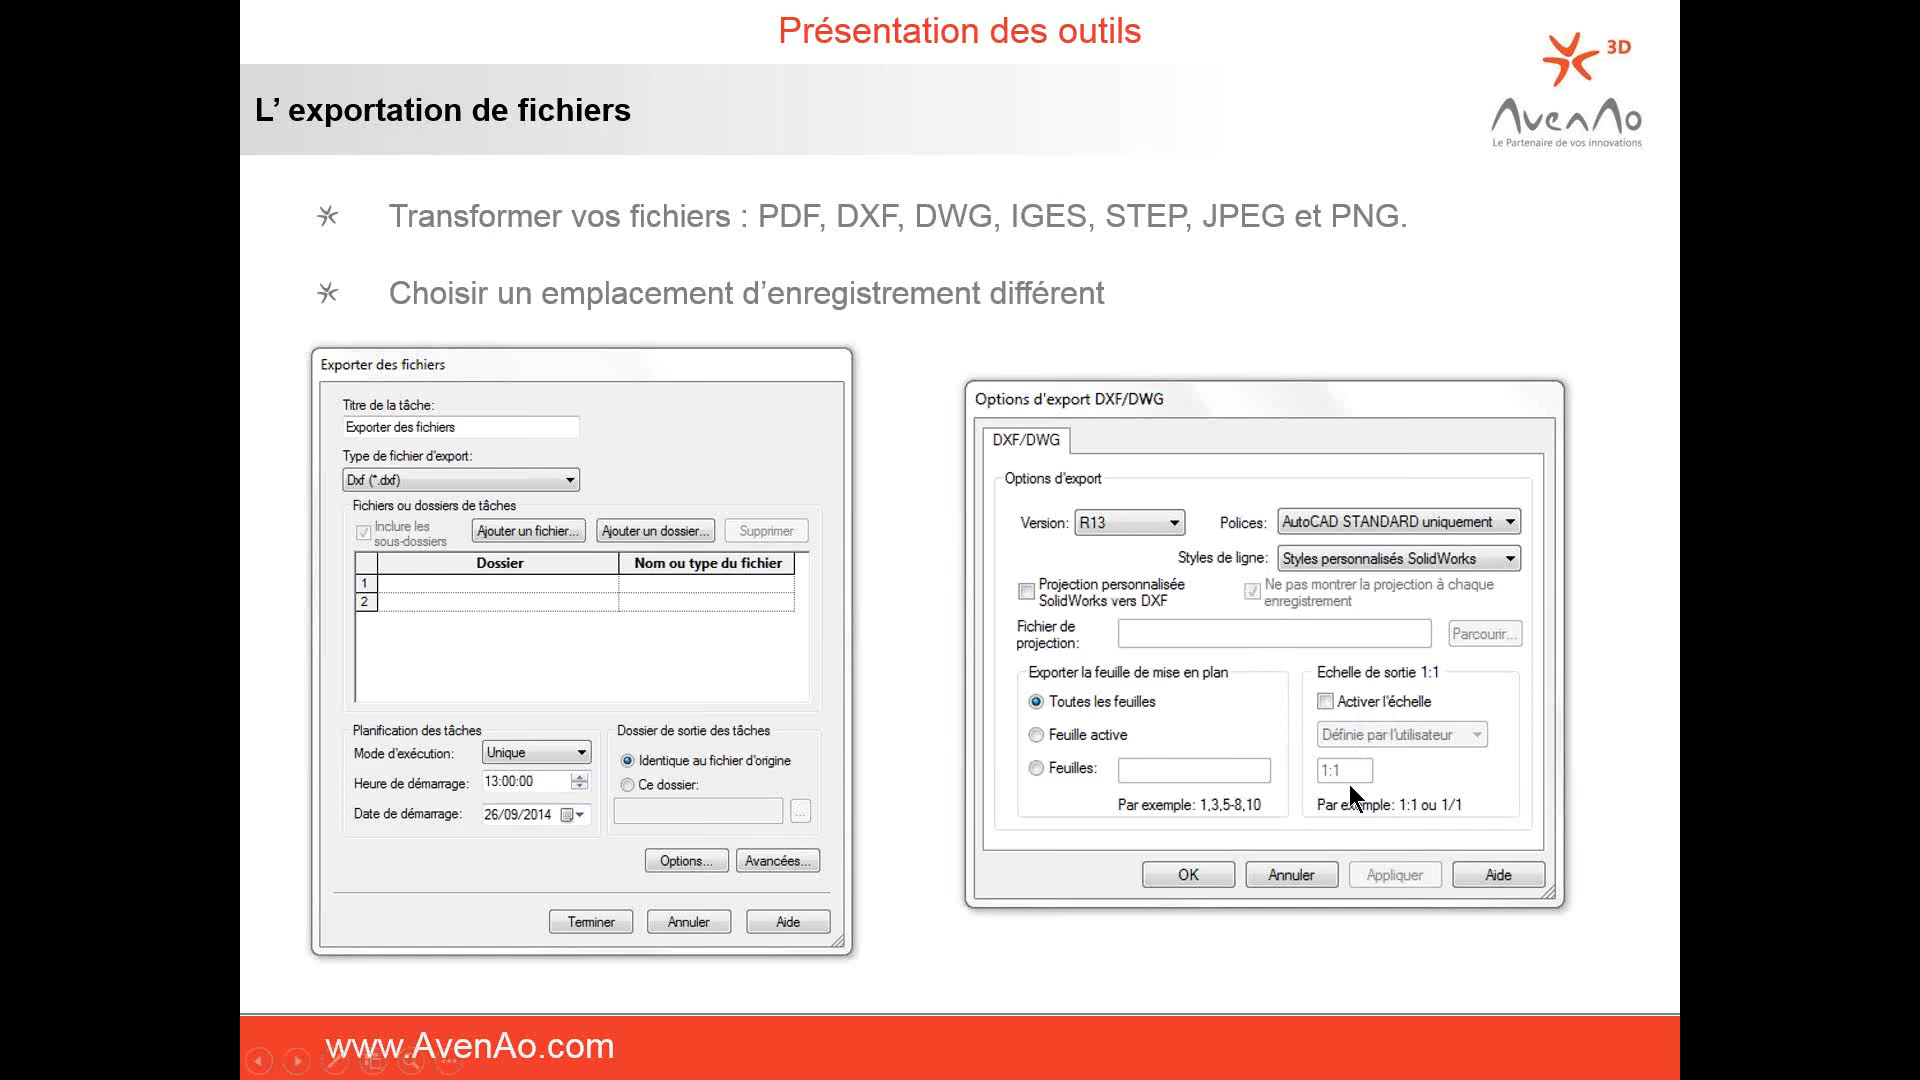 Présentation des outils
3D
AvenAo
Le Partenaire de vos innovations
L’ exportation de fichiers
Transformer vos fichiers : PDF, DXF, DWG, IGES, STEP, JPEG et PNG.
Choisir un emplacement d’enregistrement différent
Exporter des fichiers
Titre de la tâche:
Exporter des fichiers
Type de fichier d'export:
Dxf (*.dxf)
Fichiers ou dossiers de tâches
Inclure les
sous-dossiers
Ajouter un fichier...
Ajouter un dossier...
Supprimer
Dossier
Nom ou type du fichier
1
2
Planification des tâches
Mode d'exécution:
Unique
Heure de démarrage:
13:00:00
Date de démarrage:
26/09/2014
Dossier de sortie des tâches
Identique au fichier d'origine
Ce dossier:
...
Options...
Avancées...
Terminer
Annuler
Aide
Options d'export DXF/DWG
DXF/DWG
Options d'export
Version:
R13
Polices:
AutoCAD STANDARD uniquement
Styles de ligne:
Styles personnalisés SolidWorks
Projection personnalisée
SolidWorks vers DXF
Ne pas montrer la projection à chaque
enregistrement
Fichier de
projection:
Parcourir...
Exporter la feuille de mise en plan
Toutes les feuilles
Feuille active
Feuilles:
Par exemple: 1,3,5-8,10
Echelle de sortie 1:1
Activer l'échelle
Définie par l'utilisateur
1:1
Par exemple: 1:1 ou 1/1
OK
Annuler
Appliquer
Aide
www.AvenAo.com